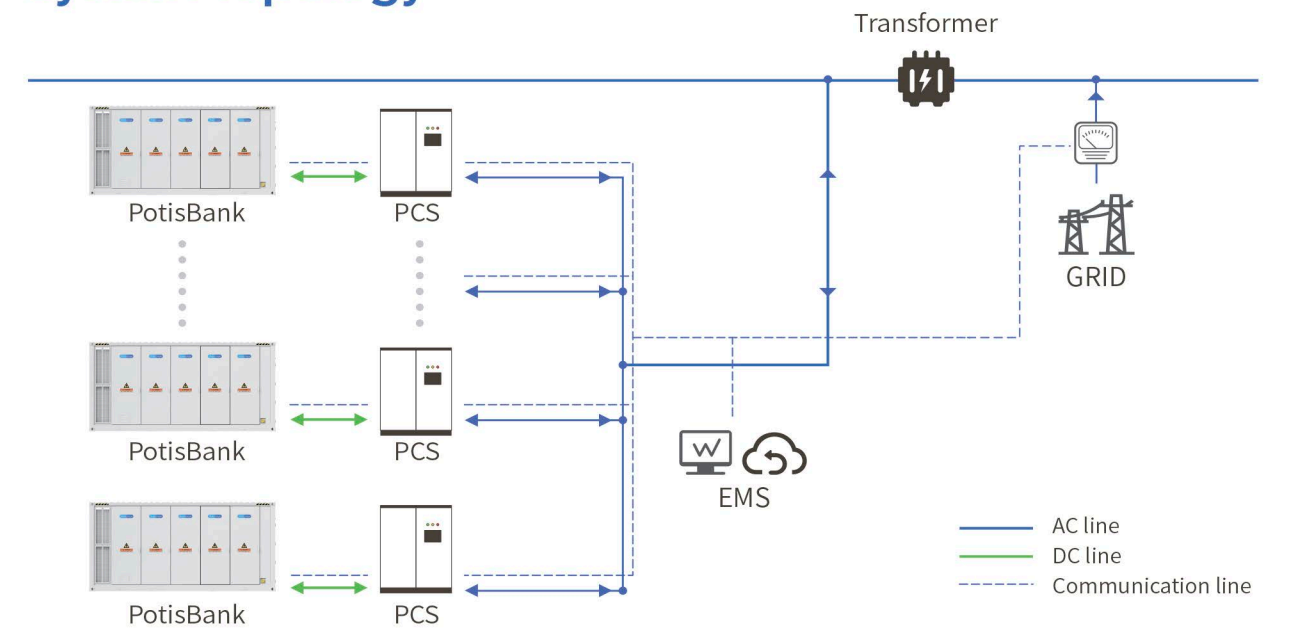 Transformer
PotisBank
PCS
GRID
PotisBank
PCS
EMS
AC line
DC line
Communication line
PotisBank
PCS